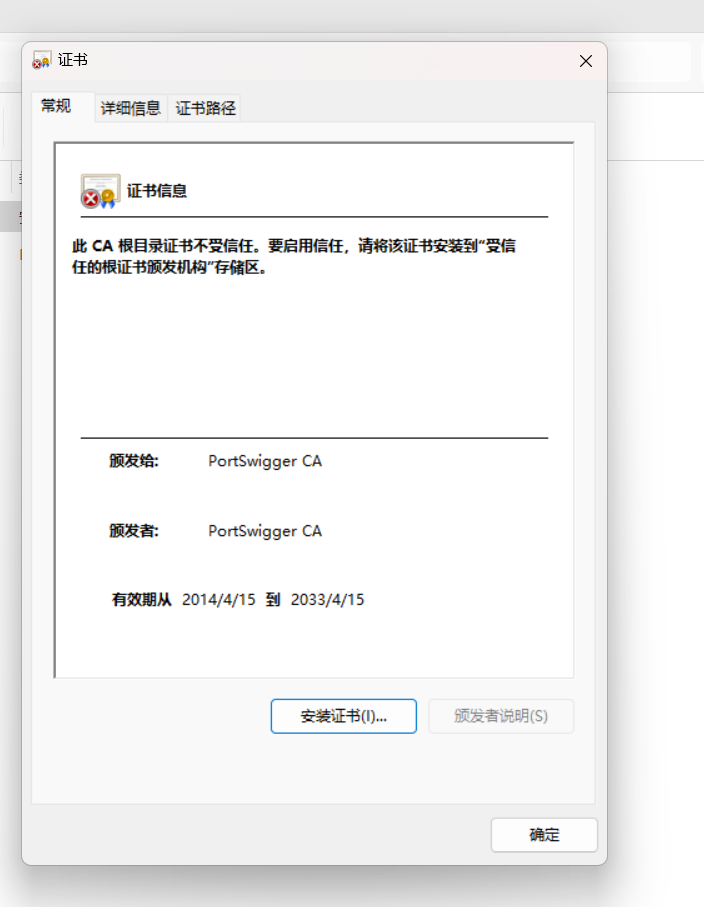 证书
常规
详细信息
证书路径
证书信息
此 CA 根目录证书不受信任。要启用信任，请将该证书安装到“受信
任的根证书颁发机构”存储区。
颁发给: PortSwigger CA
颁发者: PortSwigger CA
有效期从 2014/4/15 到 2033/4/15
安装证书(I)...
颁发者说明(S)
确定